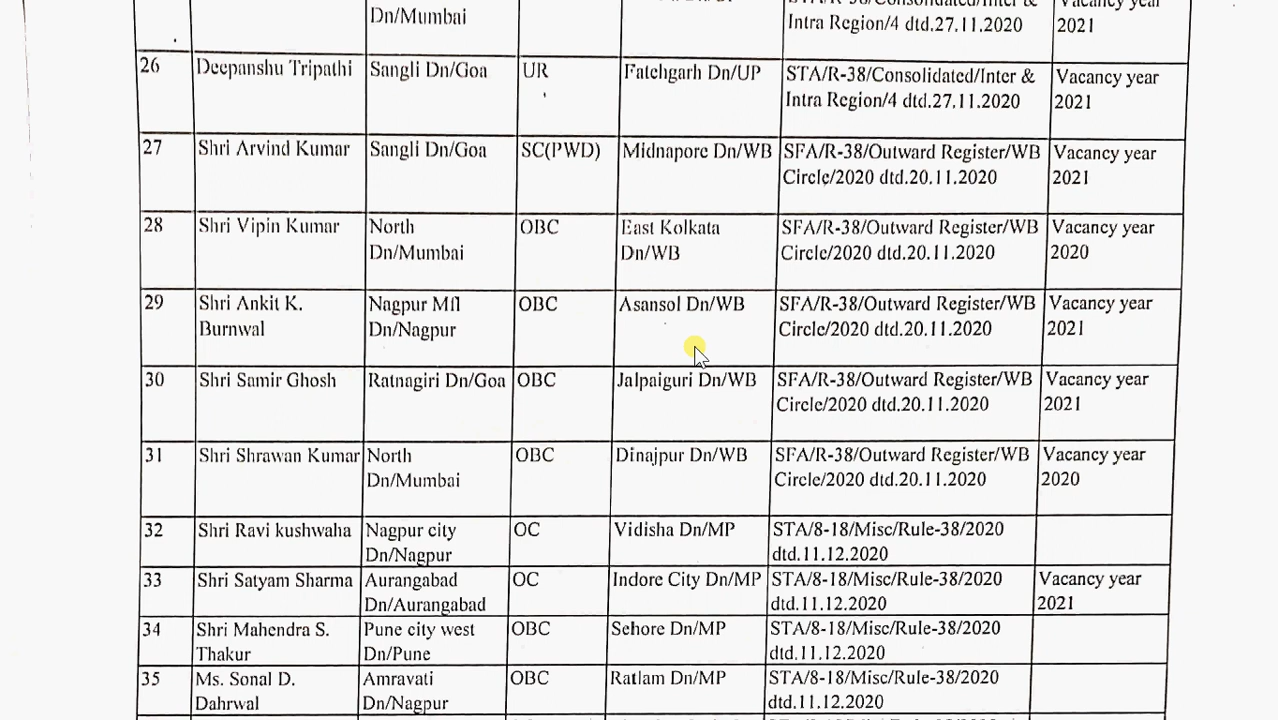 Dn/Mumbai
Intra Region/4 dtd.27.11.2020
Vacancy year
2021
26 Deepanshu Tripathi Sangli Dn/Goa UR Fatehgarh Dn/UP STA/R-38/Consolidated/Inter & Vacancy year
Intra Region/4 dtd.27.11.2020 2021
27 Shri Arvind Kumar Sangli Dn/Goa SC(PWD) Midnapore Dn/WB SFA/R-38/Outward Register/WB Vacancy year
Circle/2020 dtd.20.11.2020 2021
28 Shri Vipin Kumar North OBC East Kolkata SFA/R-38/Outward Register/WB Vacancy year
Dn/Mumbai Dn/WB Circle/2020 dtd.20.11.2020 2020
29 Shri Ankit K. Nagpur Mfl OBC Asansol Dn/WB SFA/R-38/Outward Register/WB Vacancy year
Burnwal Dn/Nagpur Circle/2020 dtd.20.11.2020 2021
30 Shri Samir Ghosh Ratnagiri Dn/Goa OBC Jalpaiguri Dn/WB SFA/R-38/Outward Register/WB Vacancy year
Circle/2020 dtd.20.11.2020 2021
31 Shri Shrawan Kumar North OBC Dinajpur Dn/WB SFA/R-38/Outward Register/WB Vacancy year
Dn/Mumbai Circle/2020 dtd.20.11.2020 2020
32 Shri Ravi kushwaha Nagpur city OC Vidisha Dn/MP STA/8-18/Misc/Rule-38/2020
Dn/Nagpur dtd.11.12.2020
33 Shri Satyam Sharma Aurangabad OC Indore City Dn/MP STA/8-18/Misc/Rule-38/2020 Vacancy year
Dn/Aurangabad dtd.11.12.2020 2021
34 Shri Mahendra S. Pune city west OBC Sehore Dn/MP STA/8-18/Misc/Rule-38/2020
Thakur Dn/Pune dtd.11.12.2020
35 Ms. Sonal D. Amravati OBC Ratlam Dn/MP STA/8-18/Misc/Rule-38/2020
Dahrwal Dn/Nagpur dtd.11.12.2020